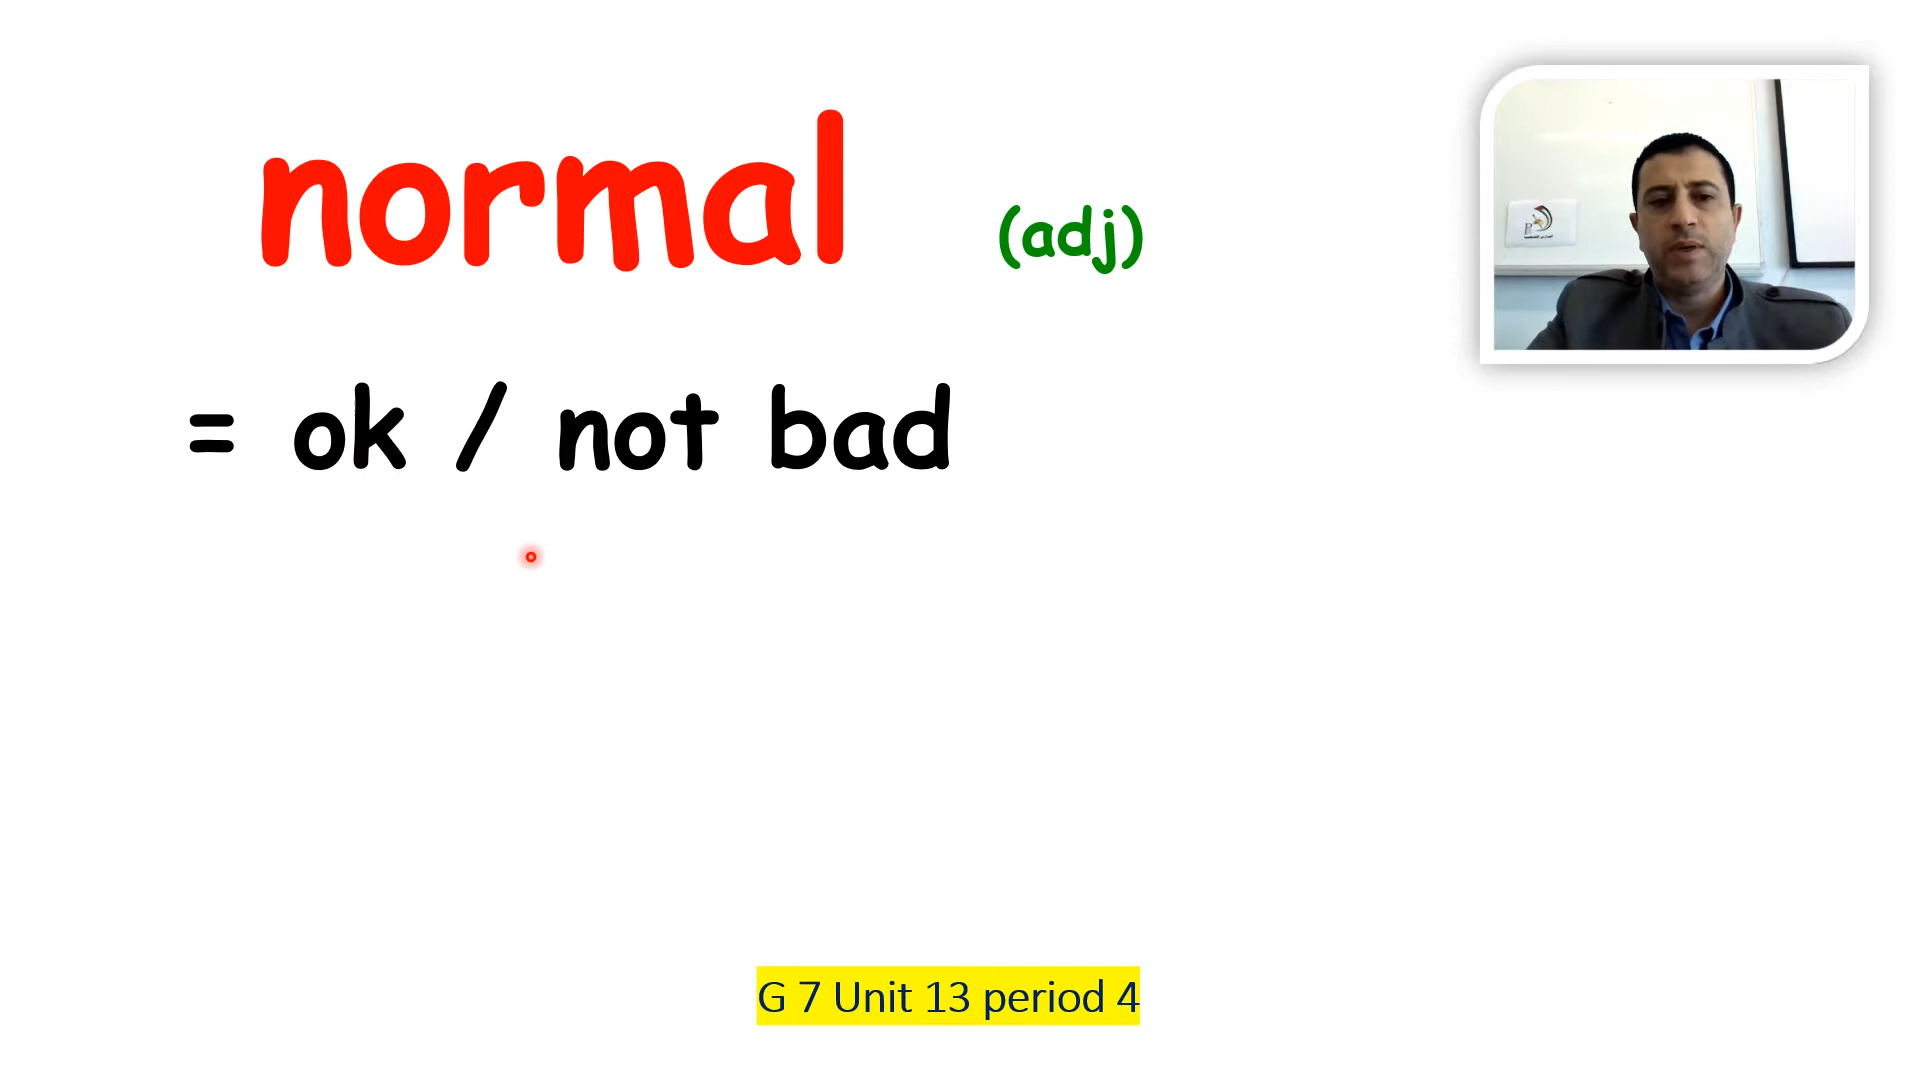 normal (adj)
= ok / not bad
G 7 Unit 13 period 4